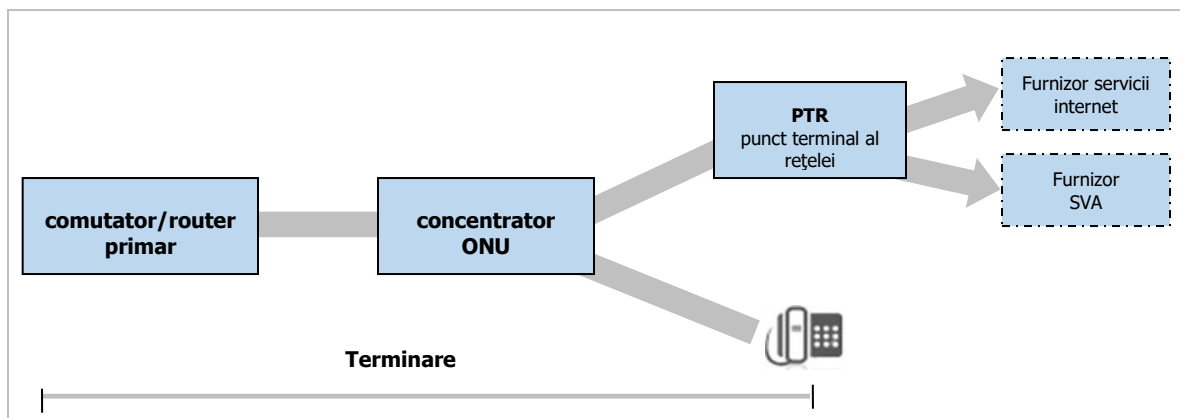 comutator/router
primar
concentrator
ONU
PTR
punct terminal al
reţelei
Furnizor servicii
internet
Furnizor
SVA
Terminare